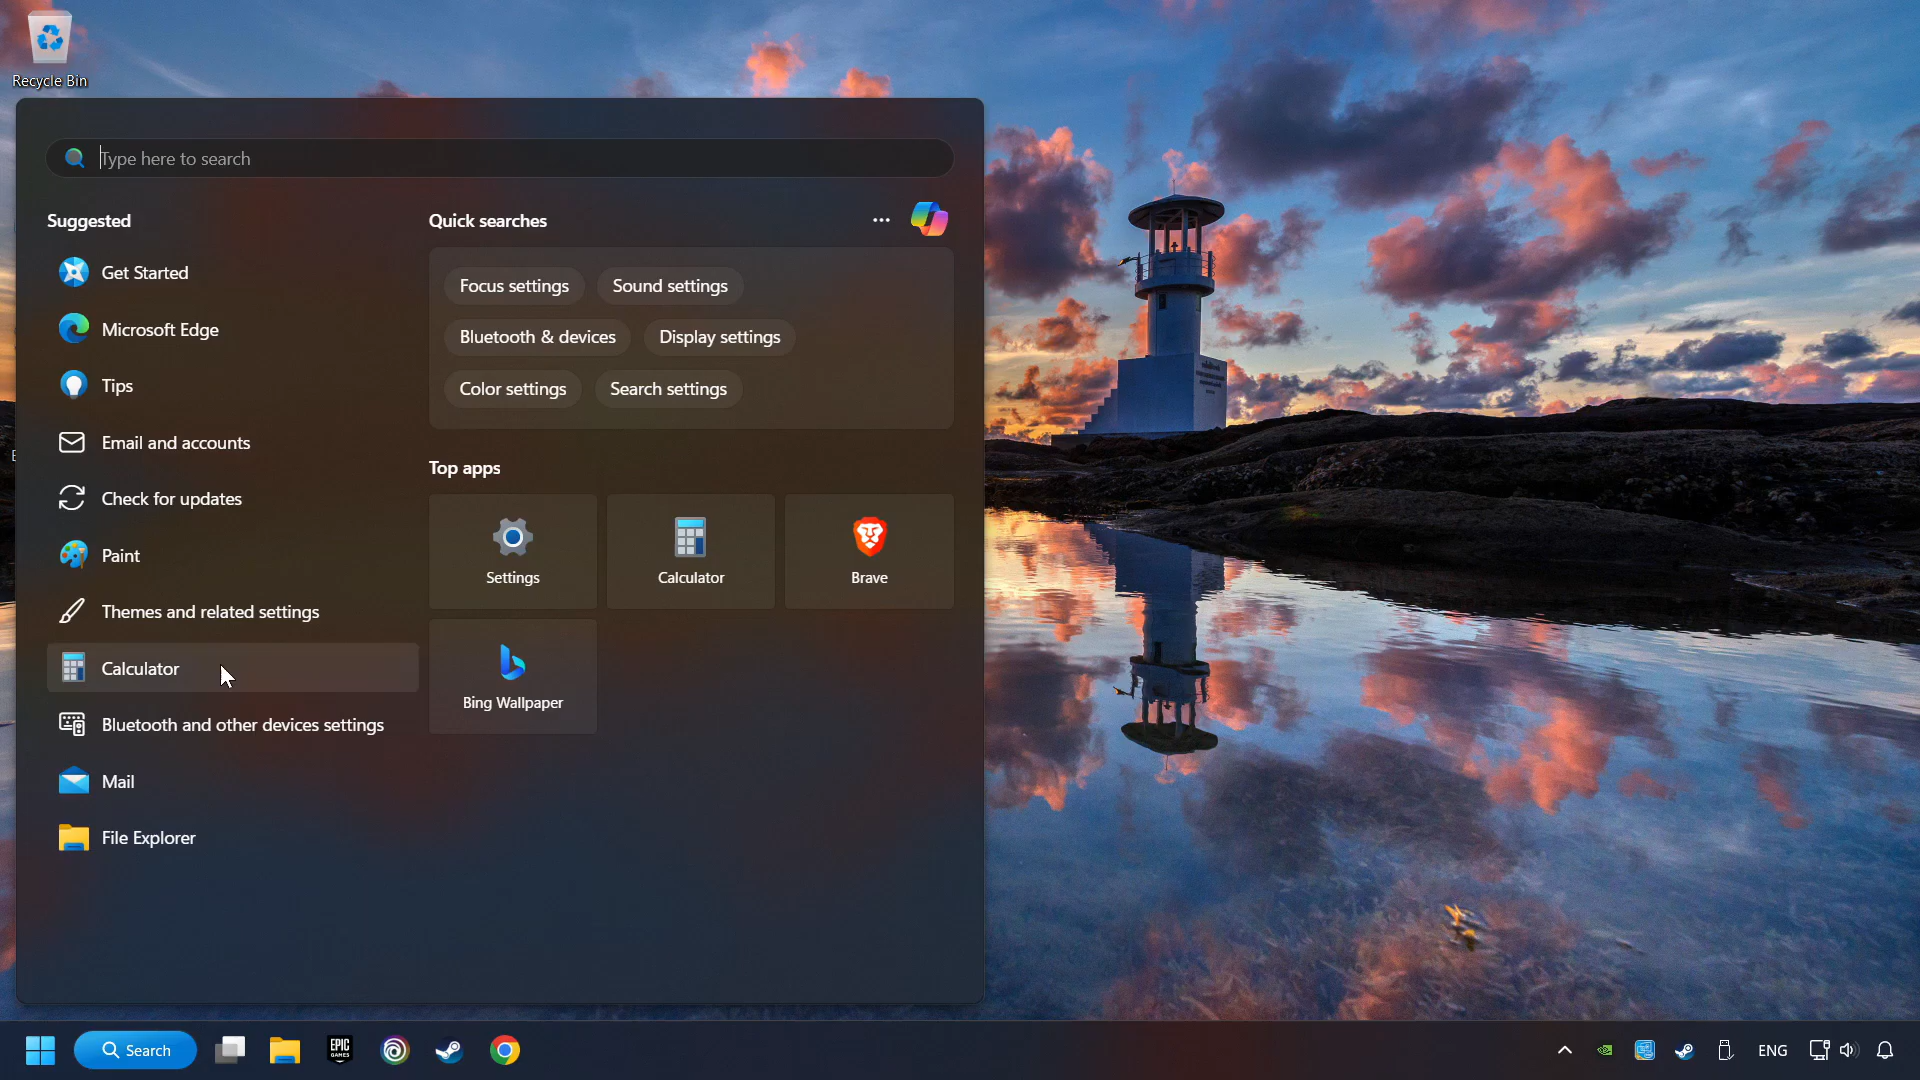 Recycle Bin
Type here to search
Suggested
Get Started
Microsoft Edge
Tips
Email and accounts
Check for updates
Paint
Themes and related settings
Calculator
Bluetooth and other devices settings
Mail
File Explorer
Quick searches
Focus settings
Sound settings
Bluetooth & devices
Display settings
Color settings
Search settings
Top apps
Settings
Calculator
Brave
Bing Wallpaper
Search
EPIC
GAMES
ENG